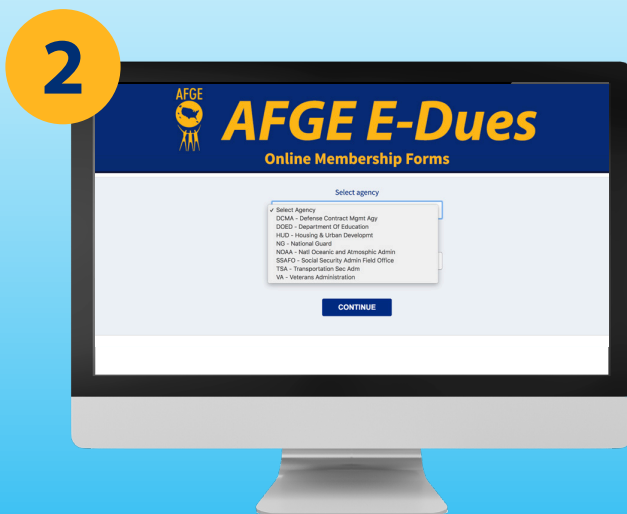 2
AFGE
AFGE E-Dues
Online Membership Forms
Select agency
✓ Select Agency
DCMA - Defense Contract Mgmt Agy
DOED - Department Of Education
HUD - Housing & Urban Developmt
NG - National Guard
NOAA - Natl Oceanic and Atmosphic Admin
SSAFO - Social Security Admin Field Office
TSA - Transportation Sec Adm
VA - Veterans Administration
CONTINUE